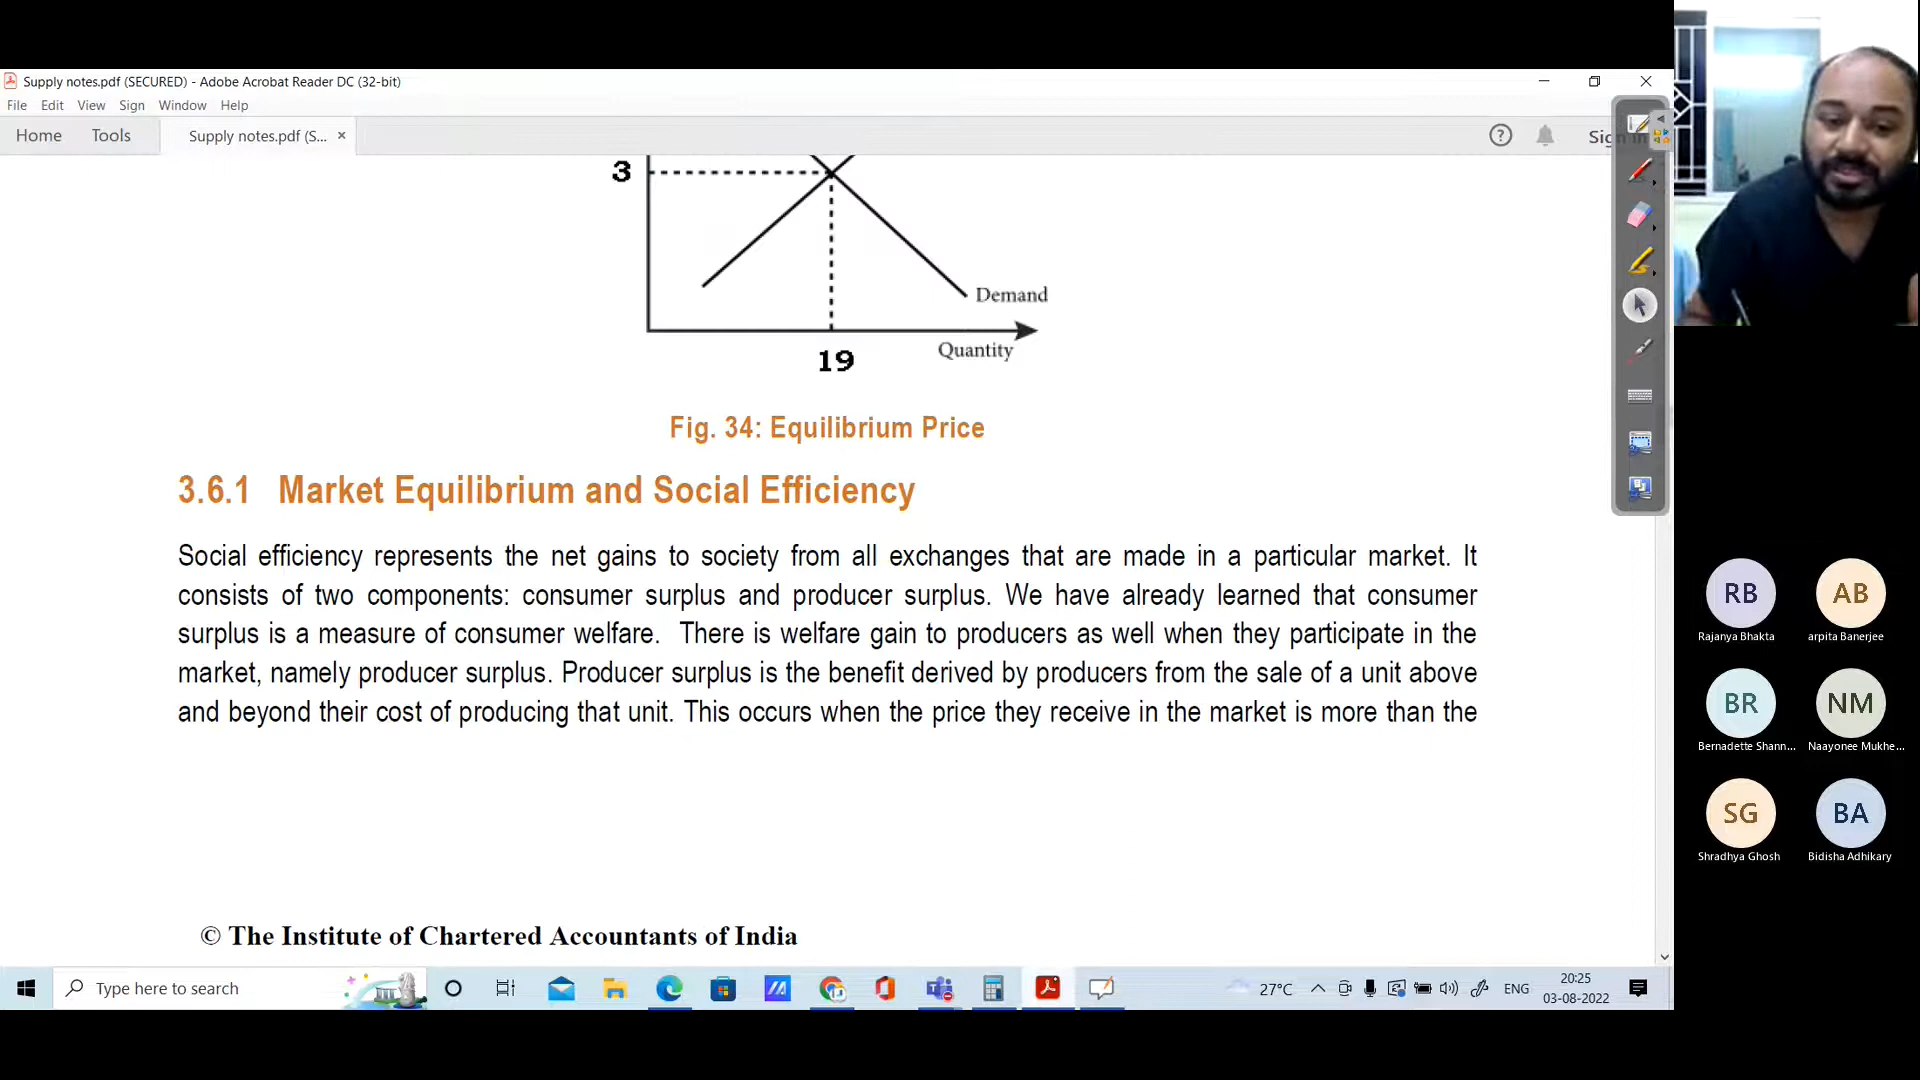 Supply notes.pdf (SECURED) - Adobe Acrobat Reader DC (32-bit)
File Edit View Sign Window Help
Home Tools Supply notes.pdf (S... ×
3
Demand
Quantity
19
Fig. 34: Equilibrium Price
3.6.1 Market Equilibrium and Social Efficiency
Social efficiency represents the net gains to society from all exchanges that are made in a particular market. It
consists of two components: consumer surplus and producer surplus. We have already learned that consumer
surplus is a measure of consumer welfare. There is welfare gain to producers as well when they participate in the
market, namely producer surplus. Producer surplus is the benefit derived by producers from the sale of a unit above
and beyond their cost of producing that unit. This occurs when the price they receive in the market is more than the
© The Institute of Chartered Accountants of India
Type here to search
27°C
ENG
20:25
03-08-2022
RB AB
Rajanya Bhakta arpita Banerjee
BR NM
Bernadette Shann... Naayonee Mukhe...
SG BA
Shradhya Ghosh Bidisha Adhikary